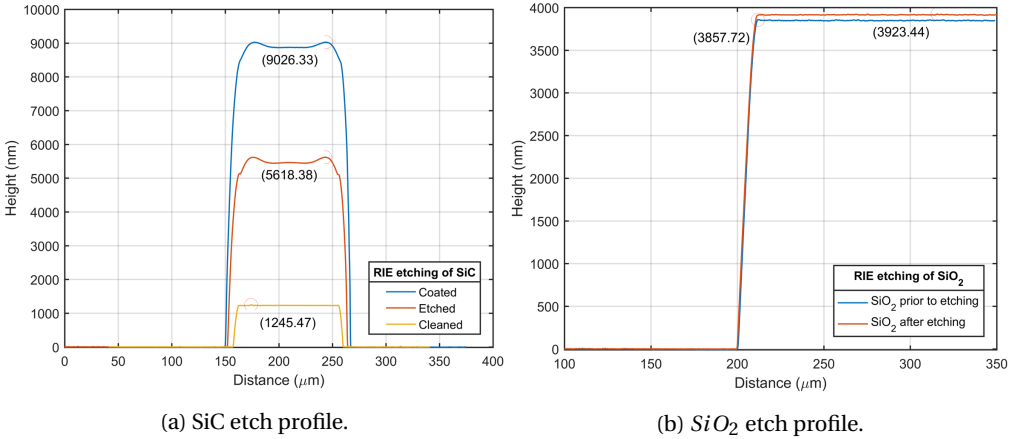 10000
9000
8000
7000
6000
5000
4000
3000
2000
1000
0
Height (nm)
(9026.33)
(5618.38)
(1245.47)
RIE etching of SiC
Coated
Etched
Cleaned
0 50 100 150 200 250 300 350 400
Distance (μm)
(a) SiC etch profile.
4000
3500
3000
2500
2000
1500
1000
500
0
Height (nm)
(3857.72)
(3923.44)
RIE etching of SiO2
SiO2 prior to etching
SiO2 after etching
100 150 200 250 300 350
Distance (μm)
(b) SiO2 etch profile.